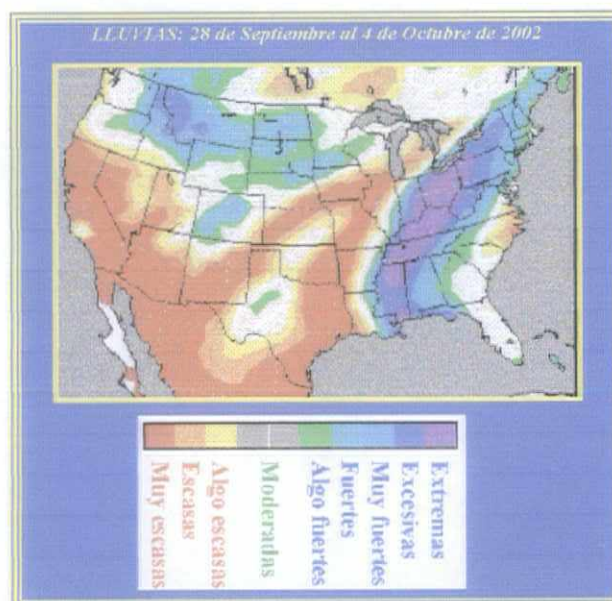 LLUVIAS: 28 de Septiembre al 4 de Octubre de 2002
Muy escasas
Escasas
Algo escasas
Moderadas
Algo fuertes
Fuertes
Muy fuertes
Excesivas
Extremas